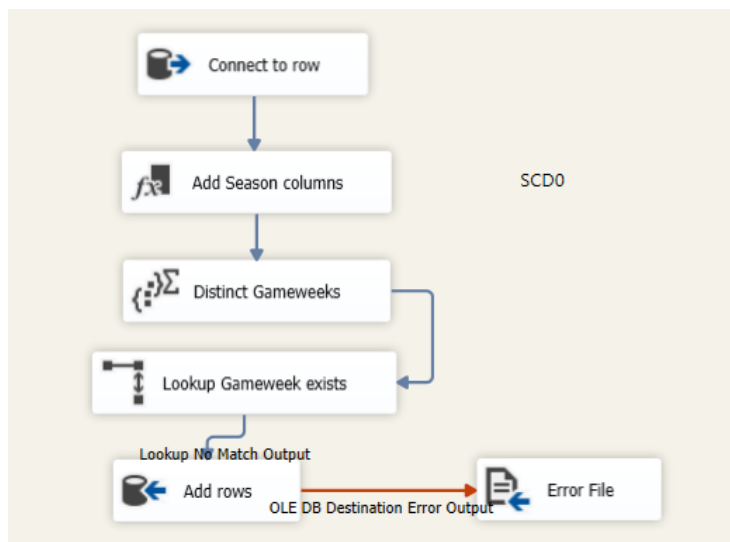 Connect to row
Add Season columns
SCD0
Distinct Gameweeks
Lookup Gameweek exists
Lookup No Match Output
Add rows
OLE DB Destination Error Output
Error File